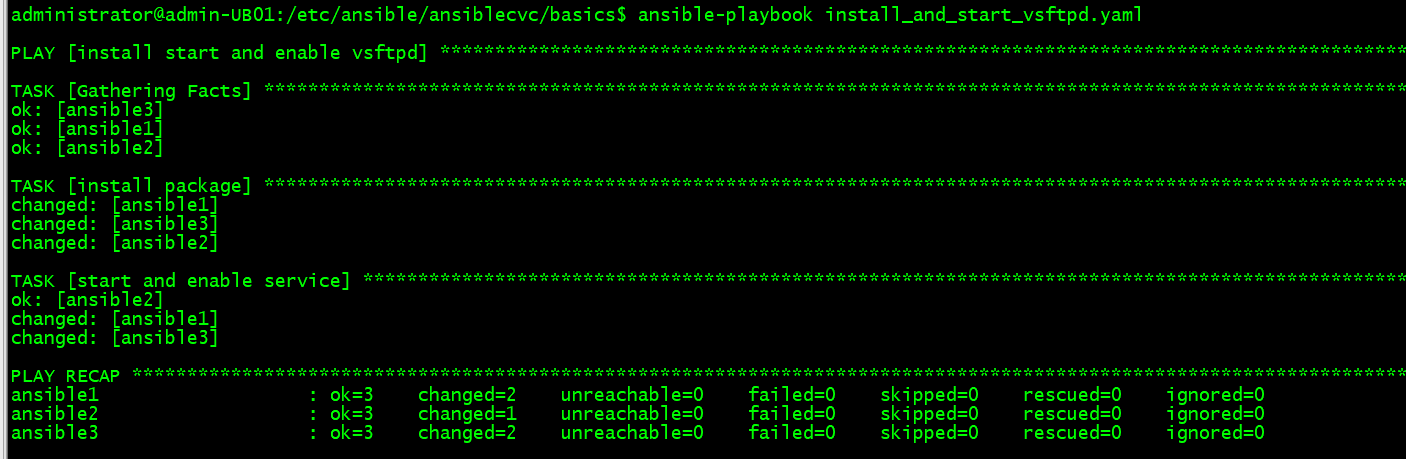 administrator@admin-UB01:/etc/ansible/ansiblecvc/basics$ ansible-playbook install_and_start_vsftpd.yaml
PLAY [install start and enable vsftpd] ****************************************************************************************
TASK [Gathering Facts] ********************************************************************************************************
ok: [ansible3]
ok: [ansible1]
ok: [ansible2]
TASK [install package] ********************************************************************************************************
changed: [ansible1]
changed: [ansible3]
changed: [ansible2]
TASK [start and enable service] ***********************************************************************************************
ok: [ansible2]
changed: [ansible1]
changed: [ansible3]
PLAY RECAP ********************************************************************************************************************
ansible1                   : ok=3    changed=2    unreachable=0    failed=0    skipped=0    rescued=0    ignored=0
ansible2                   : ok=3    changed=1    unreachable=0    failed=0    skipped=0    rescued=0    ignored=0
ansible3                   : ok=3    changed=2    unreachable=0    failed=0    skipped=0    rescued=0    ignored=0